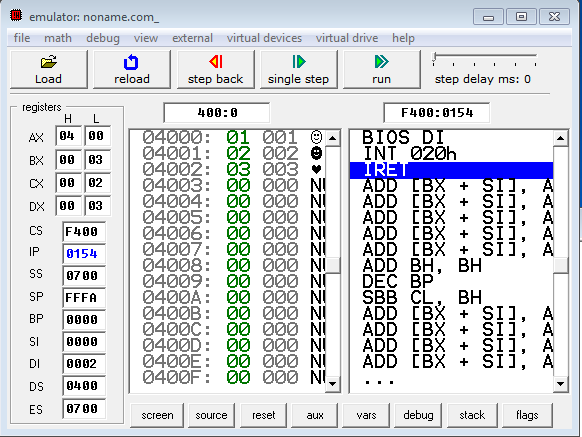 emulator: noname.com_
file math debug view external virtual devices virtual drive help
Load reload step back single step run step delay ms: 0
registers
H L
400:0 F400:0154
AX 04 00
BX 00 03
CX 00 02
DX 00 03
CS F400
IP 0154
SS 0700
SP FFFA
BP 0000
SI 0000
DI 0002
DS 0400
ES 0700
04000: 01 001 ☺
04001: 02 002 ☻
04002: 03 003 ♥
04003: 00 000 NU
04004: 00 000 NU
04005: 00 000 NU
04006: 00 000 NU
04007: 00 000 NU
04008: 00 000 NU
04009: 00 000 NU
0400A: 00 000 NU
0400B: 00 000 NU
0400C: 00 000 NU
0400D: 00 000 NU
0400E: 00 000 NU
0400F: 00 000 NU
BIOS DI
INT 020h
IRET
ADD [BX + SI], A
ADD [BX + SI], A
ADD [BX + SI], A
ADD [BX + SI], A
ADD [BX + SI], A
ADD BH, BH
DEC BP
SBB CL, BH
ADD [BX + SI], A
ADD [BX + SI], A
ADD [BX + SI], A
ADD [BX + SI], A
...
screen source reset aux vars debug stack flags